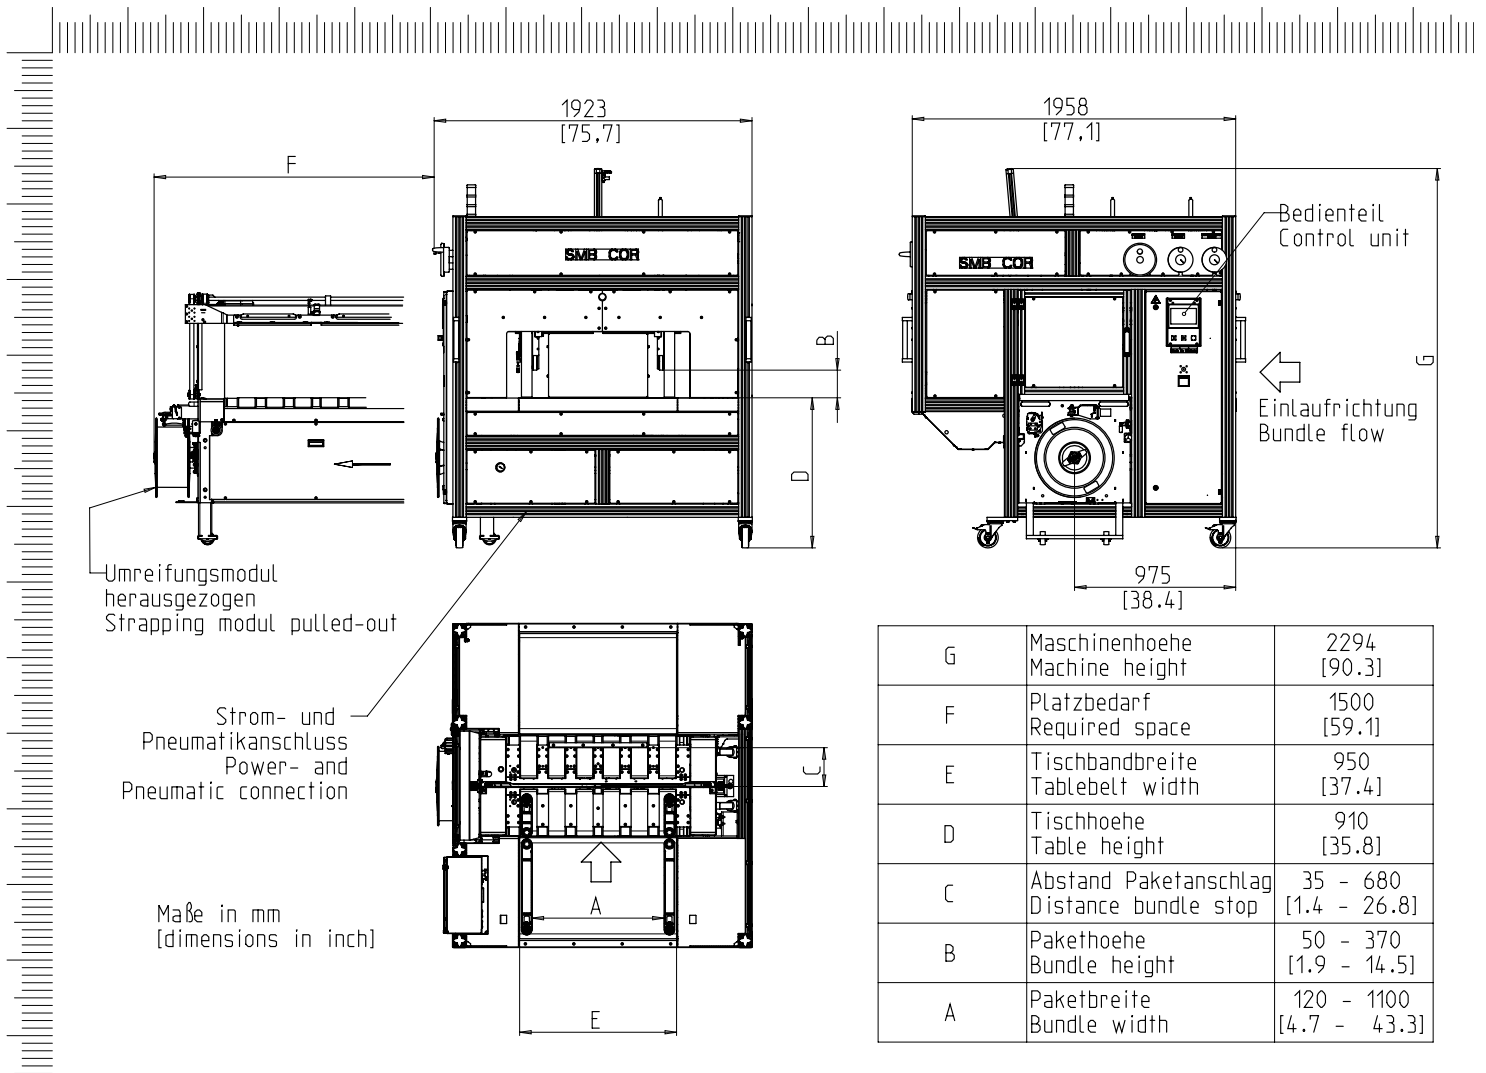 1923
[75,7]
1958
[77,1]
F
SMB COR
SMB COR
Bedienteil
Control unit
B
G
D
Einlaufrichtung
Bundle flow
975
[38.4]
Umreifungsmodul
herausgezogen
Strapping modul pulled-out
Strom- und
Pneumatikanschluss
Power- and
Pneumatic connection
C
A
E
Maße in mm
[dimensions in inch]
G Maschinenhoehe 2294
Machine height [90.3]
F Platzbedarf 1500
Required space [59.1]
E Tischbandbreite 950
Tablebelt width [37.4]
D Tischhoehe 910
Table height [35.8]
C Abstand Paketanschlag 35 - 680
Distance bundle stop [1.4 - 26.8]
B Pakethoehe 50 - 370
Bundle height [1.9 - 14.5]
A Paketbreite 120 - 1100
Bundle width [4.7 - 43.3]